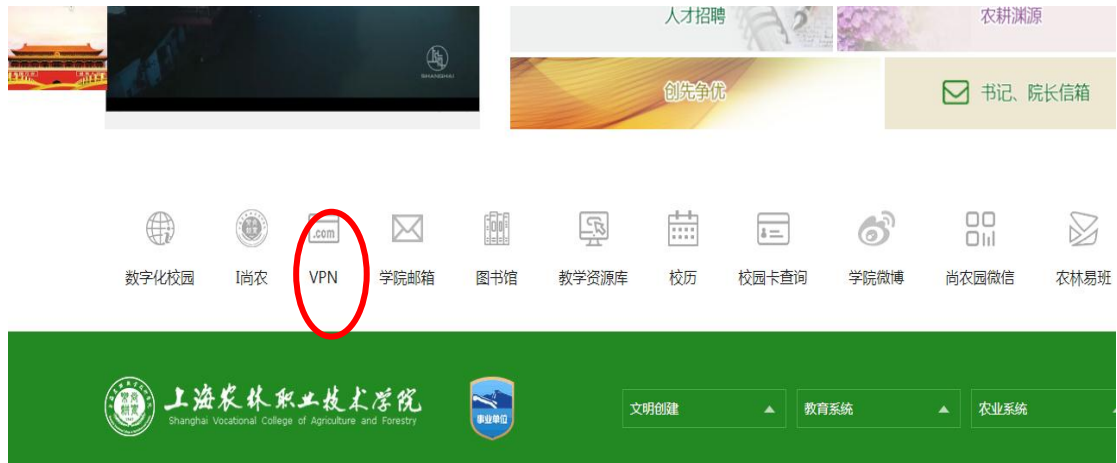 人才招聘
农耕渊源
SHANGHAI
创先争优
书记、院长信箱
.com
数字化校园
I尚农
VPN
学院邮箱
图书馆
教学资源库
校历
校园卡查询
学院微博
尚农园微信
农林易班
上海农林职业技术学院
Shanghai Vocational College of Agriculture and Forestry
事业单位
文明创建
教育系统
农业系统